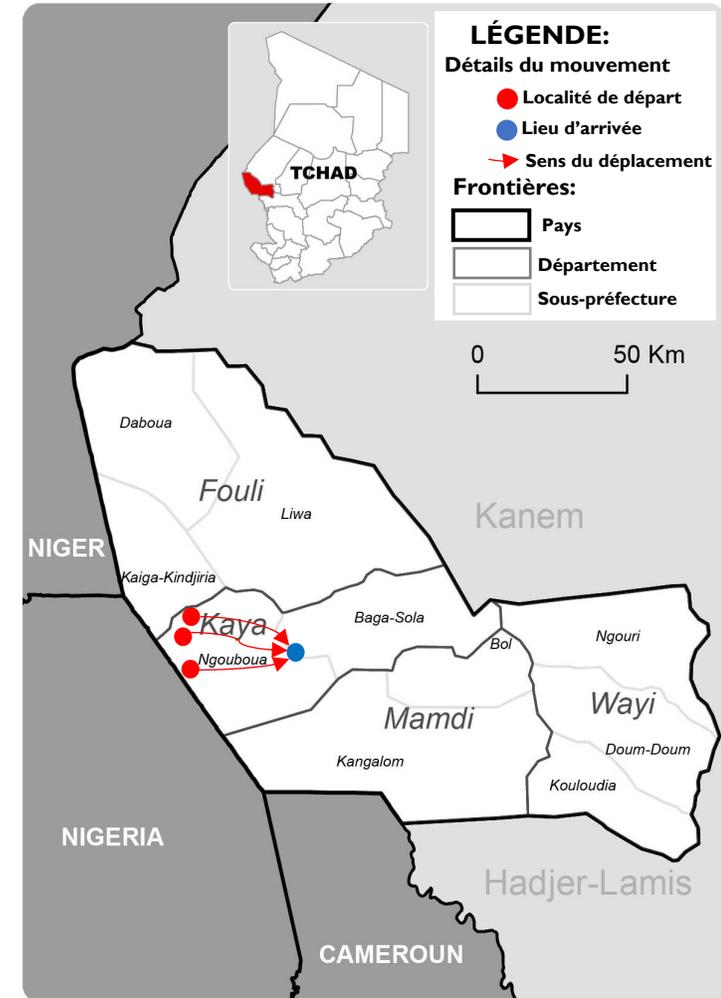 LÉGENDE:
Détails du mouvement
Localité de départ
Lieu d'arrivée
Sens du déplacement
Frontières:
Pays
Département
Sous-préfecture
TCHAD
0 50 Km
Daboua
Fouli
Liwa
Kanem
NIGER
Kaiga-Kindjiria
Kaya
Baga-Sola
Ngouboua
Bol
Ngouri
Wayi
Mamdi
Doum-Doum
Kangalom
Kouloudia
NIGERIA
Hadjer-Lamis
CAMEROUN